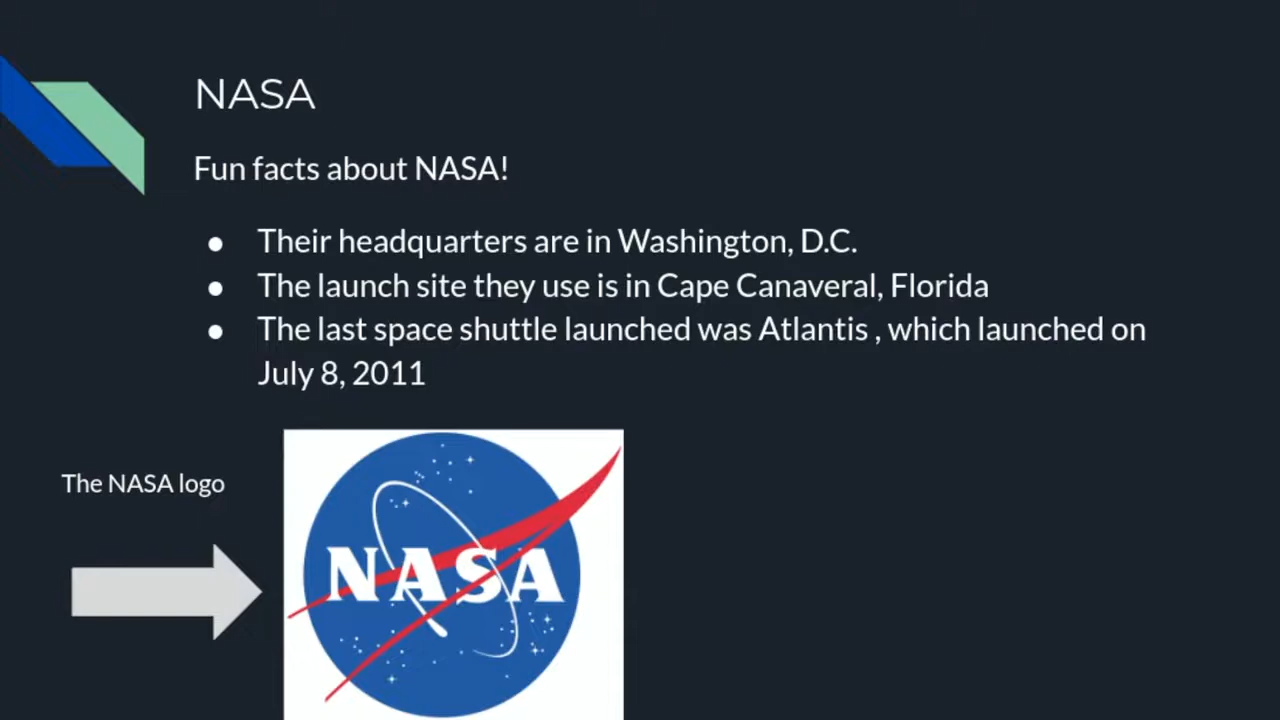 NASA
Fun facts about NASA!
● Their headquarters are in Washington, D.C.
● The launch site they use is in Cape Canaveral, Florida
● The last space shuttle launched was Atlantis , which launched on
July 8, 2011
The NASA logo
NASA